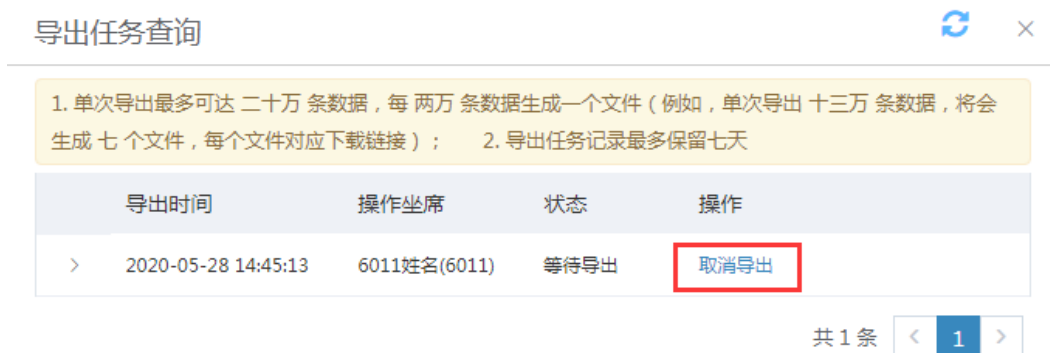 导出任务查询
1. 单次导出最多可达 二十万 条数据，每 两万 条数据生成一个文件（例如，单次导出 十三万 条数据，将会
生成 七 个文件，每个文件对应下载链接）； 2. 导出任务记录最多保留七天
导出时间 操作坐席 状态 操作
2020-05-28 14:45:13 6011姓名(6011) 等待导出 取消导出
共 1 条 < 1 >